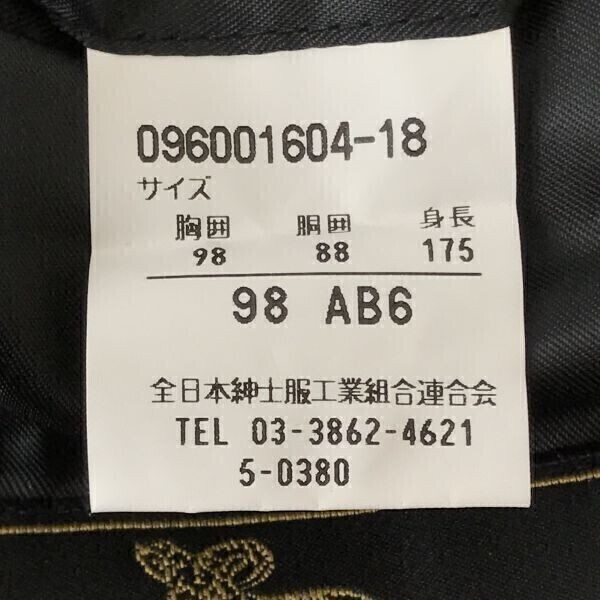 096001604-18
サイズ
胸囲 胴囲 身長
98 88 175
98 AB6
全日本紳士服工業組合連合会
TEL 03-3862-4621
5-0380